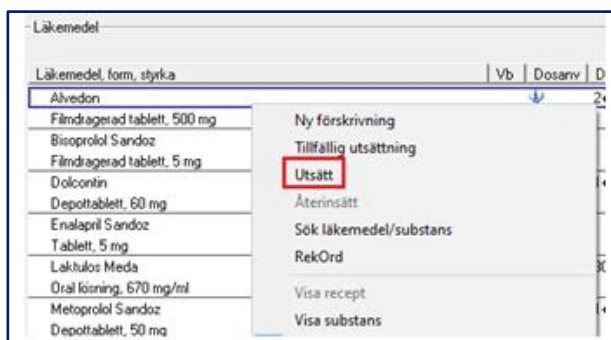 Läkemedel
Läkemedel, form, styrka Vb Dosanv D
Alvedon 2
Filmdragerad tablett, 500 mg
Bisoprolol Sandoz
Filmdragerad tablett, 5 mg
Dolcontin
Depottablett, 60 mg
Enalapril Sandoz
Tablett, 5 mg
Laktulos Meda
Oral lösning, 670 mg/ml
Metoprolol Sandoz
Depottablett, 50 mg
Ny förskrivning
Tillfällig utsättning
Utsätt
Återinsätt
Sök läkemedel/substans
RekOrd
Visa recept
Visa substans